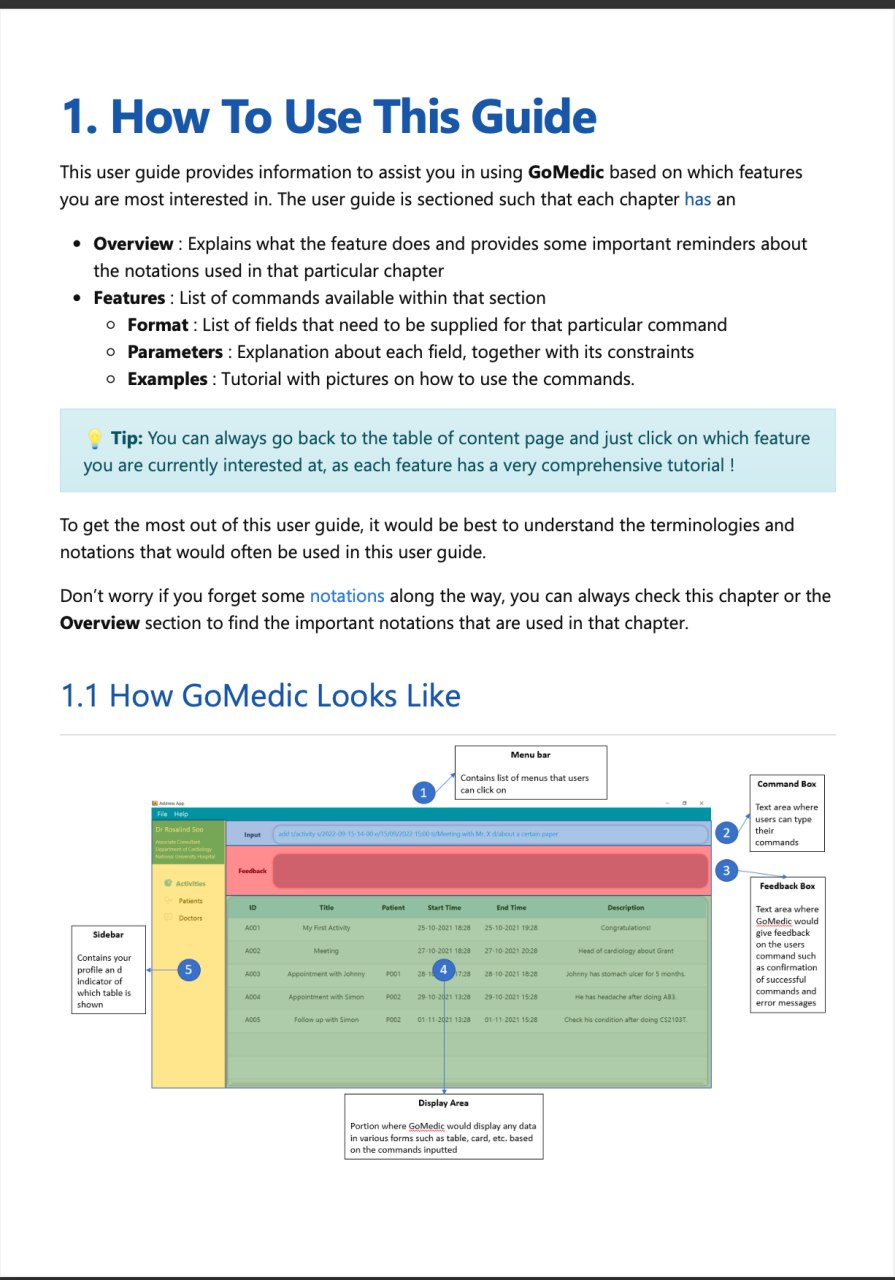 1. How To Use This Guide
This user guide provides information to assist you in using GoMedic based on which features
you are most interested in. The user guide is sectioned such that each chapter has an
• Overview : Explains what the feature does and provides some important reminders about
the notations used in that particular chapter
• Features : List of commands available within that section
○ Format : List of fields that need to be supplied for that particular command
○ Parameters : Explanation about each field, together with its constraints
○ Examples : Tutorial with pictures on how to use the commands.
💡 Tip: You can always go back to the table of content page and just click on which feature
you are currently interested at, as each feature has a very comprehensive tutorial !
To get the most out of this user guide, it would be best to understand the terminologies and
notations that would often be used in this user guide.
Don't worry if you forget some notations along the way, you can always check this chapter or the
Overview section to find the important notations that are used in that chapter.
1.1 How GoMedic Looks Like
Menu bar
Contains list of menus that users
can click on
1
Command Box
Text area where
users can type
their
commands
2
Address App
File Help
Dr Rosalind Soo
Associate Consultant
Department of Cardiology
National University Hospital
Input
add t/activity s/2022-09-15-14-00 e/15/09/2022 15:00 ti/Meeting with Mr. X d/about a certain paper
Feedback
3
Feedback Box
Text area where
GoMedic would
give feedback
on the users
command such
as confirmation
of successful
commands and
error messages
Activities
Patients
Doctors
ID Title Patient Start Time End Time Description
A001 My First Activity 25-10-2021 18:28 25-10-2021 19:28 Congratulations!
A002 Meeting 27-10-2021 18:28 27-10-2021 20:28 Head of cardiology about Grant
A003 Appointment with Johnny P001 28-10 17:28 28-10-2021 18:28 Johnny has stomach ulcer for 5 months.
A004 Appointment with Simon P002 29-10-2021 13:28 29-10-2021 15:28 He has headache after doing AB3.
A005 Follow up with Simon P002 01-11-2021 13:28 01-11-2021 15:28 Check his condition after doing CS2103T.
4
Sidebar
Contains your
profile an d
indicator of
which table is
shown
5
Display Area
Portion where GoMedic would display any data
in various forms such as table, card, etc. based
on the commands inputted